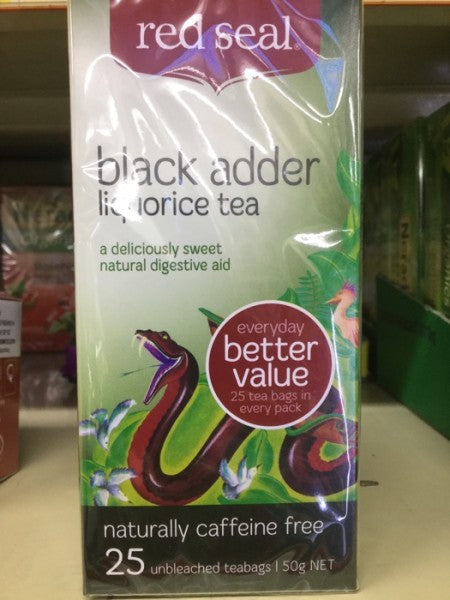 red seal®
black adder
liquorice tea
a deliciously sweet
natural digestive aid
everyday
better
value
25 tea bags in
every pack
naturally caffeine free
25 unbleached teabags | 50g NET